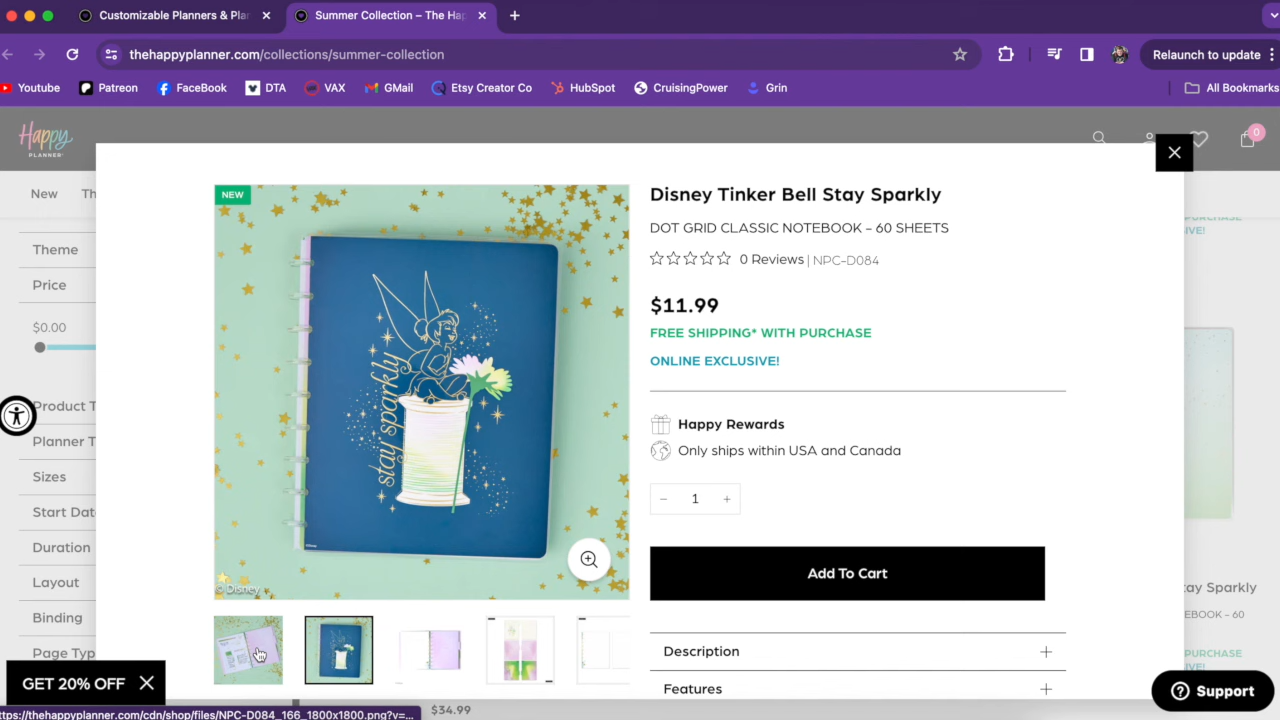 Customizable Planners & Plan
Summer Collection – The Hap
thehappyplanner.com/collections/summer-collection
Relaunch to update
Youtube
Patreon
FaceBook
DTA
VAX
GMail
Etsy Creator Co
HubSpot
CruisingPower
Grin
All Bookmarks
Happy
PLANNER
0
New
Th
Theme
Price
$0.00
Product T
Planner T
Sizes
Start Dat
Duration
Layout
Binding
Page Typ
NEW
stay sparkly
© Disney
Disney Tinker Bell Stay Sparkly
DOT GRID CLASSIC NOTEBOOK – 60 SHEETS
0 Reviews | NPC-D084
$11.99
FREE SHIPPING* WITH PURCHASE
ONLINE EXCLUSIVE!
Happy Rewards
Only ships within USA and Canada
− 1 +
Add To Cart
Description
Features
PURCHASE
IVE!
tay Sparkly
EBOOK – 60
PURCHASE
IVE!
GET 20% OFF
Support
ttps://thehappyplanner.com/cdn/shop/files/NPC-D084_166_1800x1800.png?v=...
$34.99